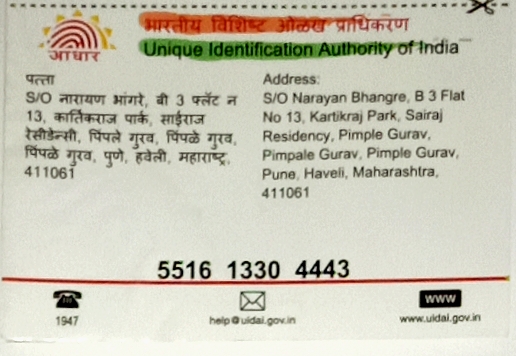 भारतीय विशिष्ट ओळख प्राधिकरण
Unique Identification Authority of India
आधार
पत्ता
S/O नारायण भांगरे, बी 3 फ्लॅट न
13, कार्तिकराज पार्क, साईराज
रेसीडेन्सी, पिंपले गुरव, पिंपळे गुरव,
पिंपळे गुरव, पुणे, हवेली, महाराष्ट्र,
411061
Address:
S/O Narayan Bhangre, B 3 Flat
No 13, Kartikraj Park, Sairaj
Residency, Pimple Gurav,
Pimpale Gurav, Pimple Gurav,
Pune, Haveli, Maharashtra,
411061
5516 1330 4443
1947
help@uidai.gov.in
WWW
www.uidai.gov.in